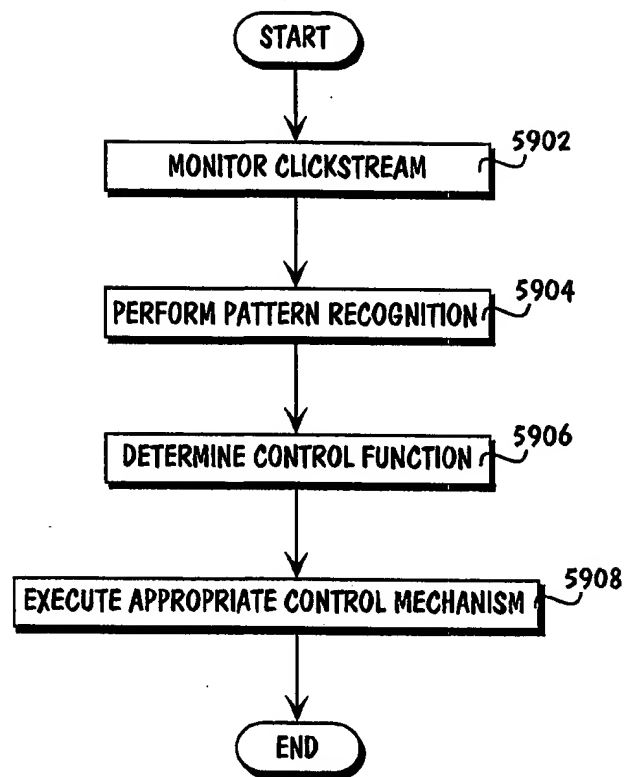 START
5902
MONITOR CLICKSTREAM
5904
PERFORM PATTERN RECOGNITION
5906
DETERMINE CONTROL FUNCTION
5908
EXECUTE APPROPRIATE CONTROL MECHANISM
END